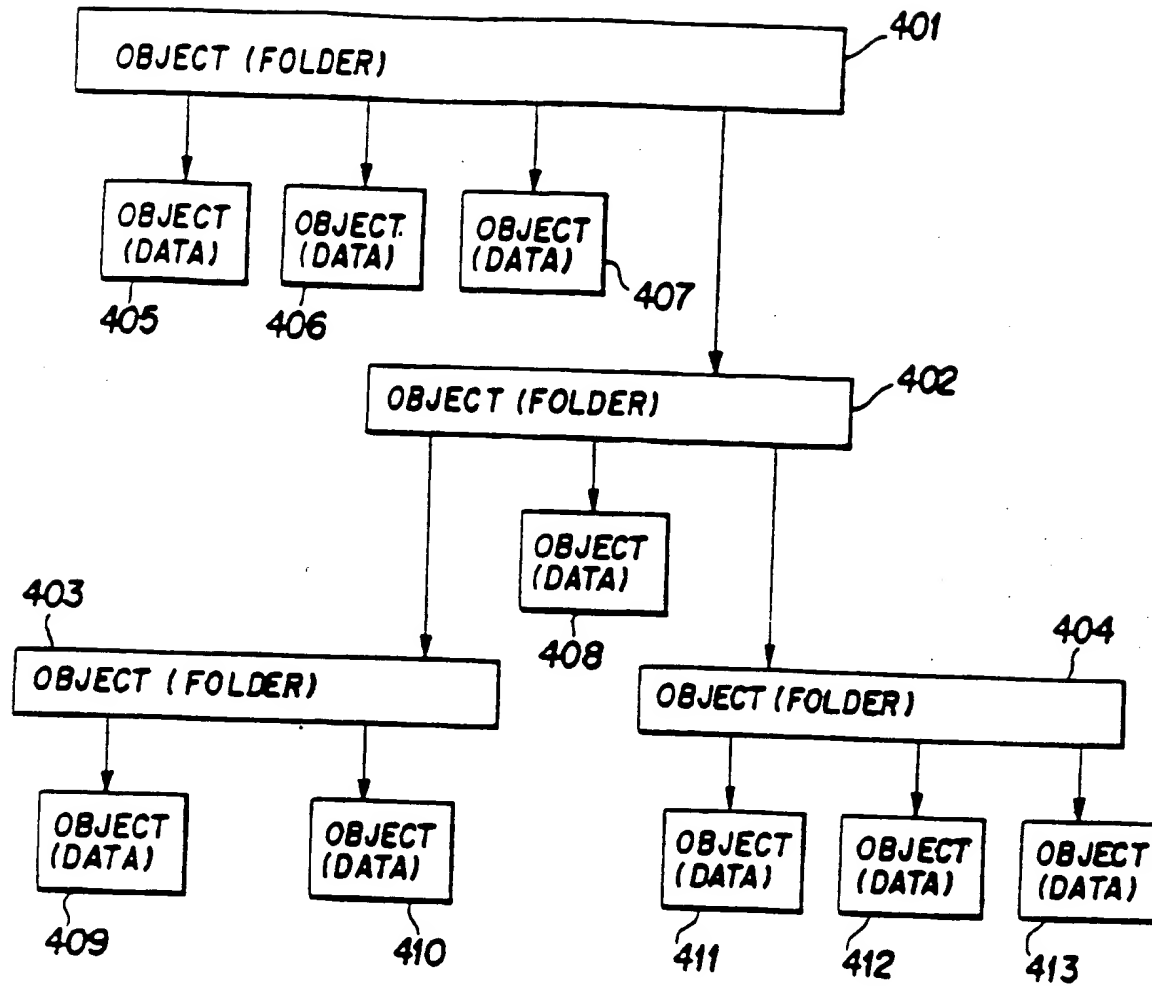 401
OBJECT (FOLDER)
OBJECT
(DATA)
405
OBJECT
(DATA)
406
OBJECT
(DATA)
407
402
OBJECT (FOLDER)
OBJECT
(DATA)
408
403
OBJECT (FOLDER)
404
OBJECT (FOLDER)
OBJECT
(DATA)
409
OBJECT
(DATA)
410
OBJECT
(DATA)
411
OBJECT
(DATA)
412
OBJECT
(DATA)
413